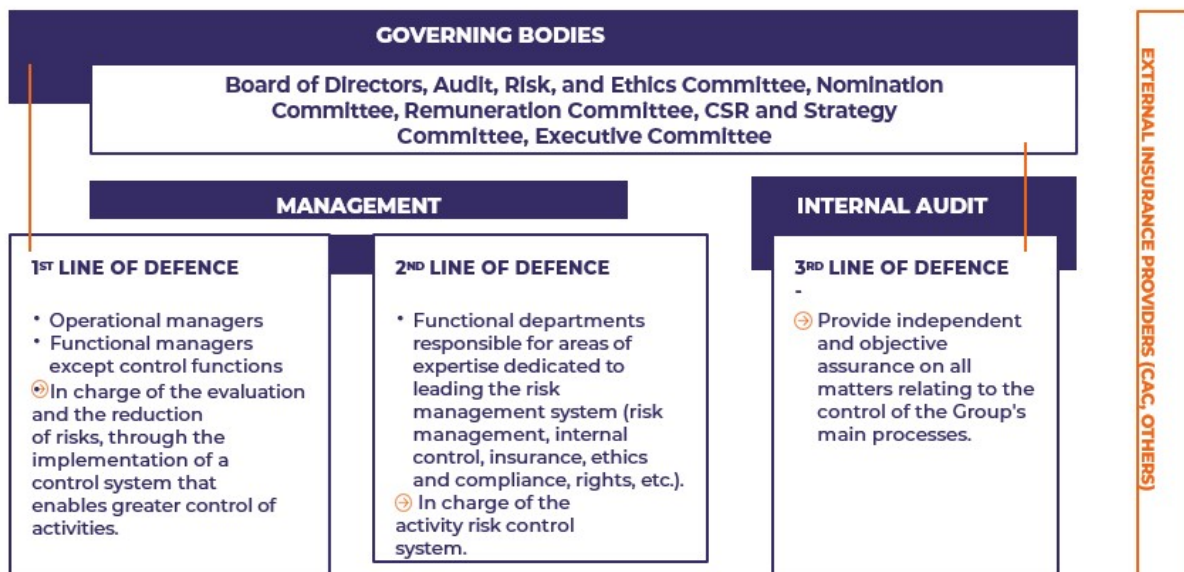 GOVERNING BODIES
Board of Directors, Audit, Risk, and Ethics Committee, Nomination
Committee, Remuneration Committee, CSR and Strategy
Committee, Executive Committee
MANAGEMENT
1ST LINE OF DEFENCE
• Operational managers
• Functional managers
except control functions
In charge of the evaluation
and the reduction
of risks, through the
implementation of a
control system that
enables greater control of
activities.
2ND LINE OF DEFENCE
• Functional departments
responsible for areas of
expertise dedicated to
leading the risk
management system (risk
management, internal
control, insurance, ethics
and compliance, rights, etc.).
In charge of the
activity risk control
system.
INTERNAL AUDIT
3RD LINE OF DEFENCE
-
Provide independent
and objective
assurance on all
matters relating to the
control of the Group's
main processes.
EXTERNAL INSURANCE PROVIDERS (CAC, OTHERS)